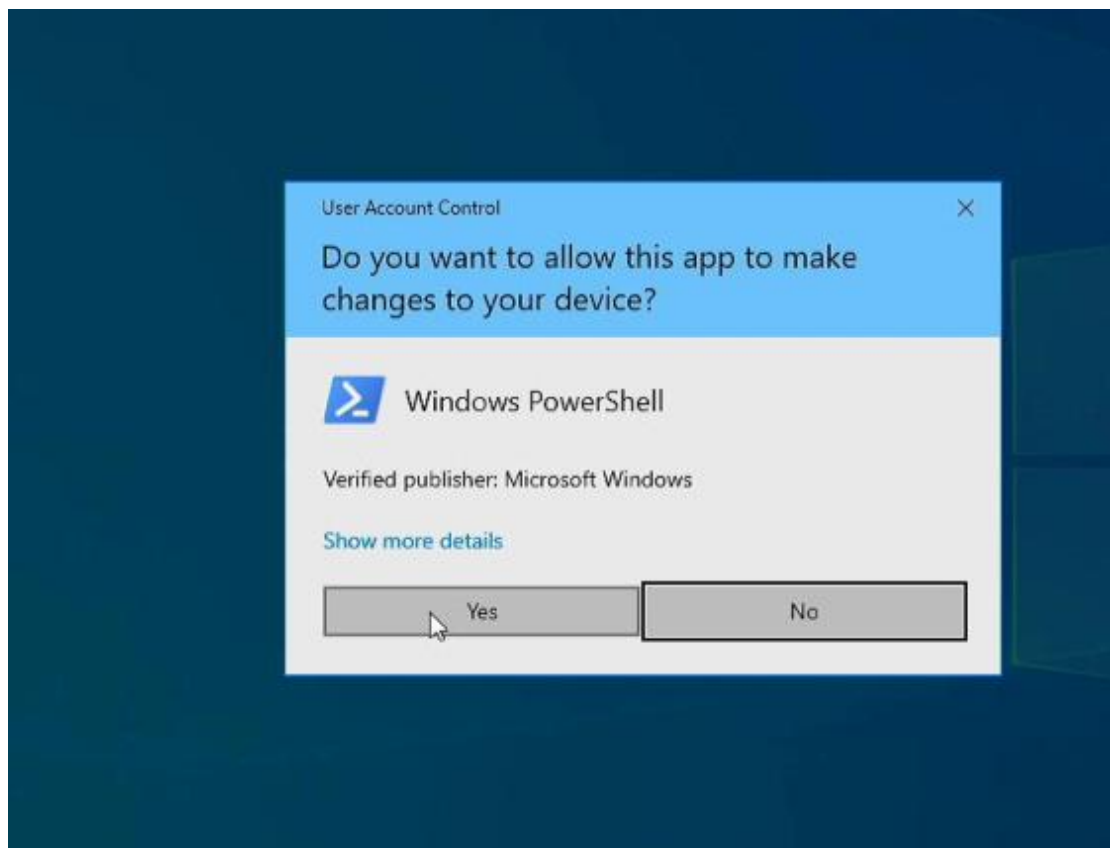 User Account Control
Do you want to allow this app to make
changes to your device?
Windows PowerShell
Verified publisher: Microsoft Windows
Show more details
Yes
No